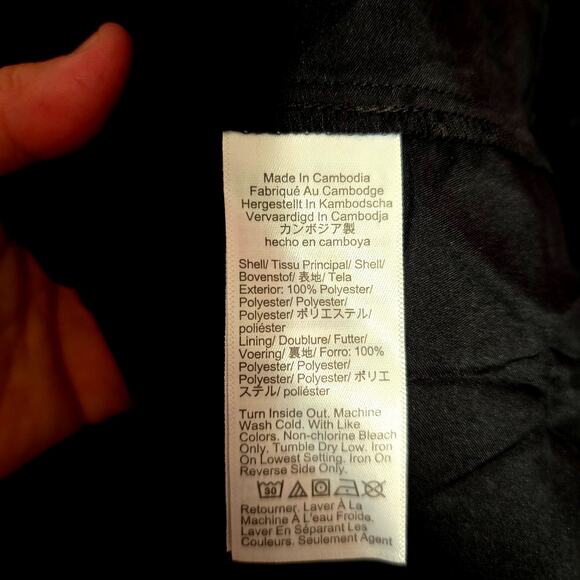 Made In Cambodia
Fabriqué Au Cambodge
Hergestellt In Kambodscha
Vervaardigd In Cambodja
カンボジア製
hecho en camboya
Shell/ Tissu Principal/ Shell/
Bovenstof/ 表地/ Tela
Exterior: 100% Polyester/
Polyester/ Polyester/
Polyester/ ポリエステル/
poliéster
Lining/ Doublure/ Futter/
Voering/ 裏地/ Forro: 100%
Polyester/ Polyester/
Polyester/ Polyester/ ポリエ
ステル/ poliéster
Turn Inside Out. Machine
Wash Cold. With Like
Colors. Non-chlorine Bleach
Only. Tumble Dry Low. Iron
On Lowest Setting. Iron On
Reverse Side Only.
30
Retourner. Laver À La
Machine À L'eau Froide.
Laver En Séparant Les
Couleurs. Seulement Agent